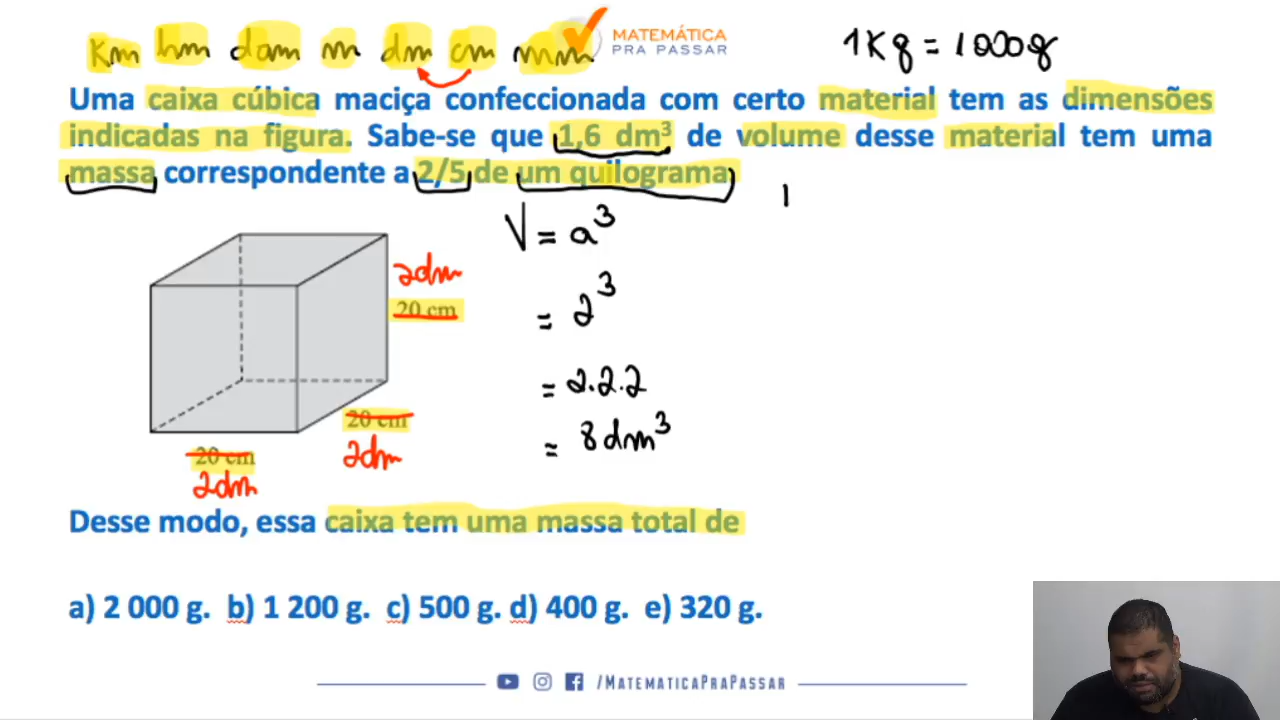 Km hm dam m dm cm mm
MATEMÁTICA
PRA PASSAR
1Kg = 1000g
Uma caixa cúbica maciça confeccionada com certo material tem as dimensões
indicadas na figura. Sabe-se que 1,6 dm³ de volume desse material tem uma
massa correspondente a 2/5 de um quilograma
V = a³
2dm
20 cm
= 2³
= 2.2.2
20 cm
= 8dm³
20 cm
2dm
2dm
Desse modo, essa caixa tem uma massa total de
a) 2 000 g. b) 1 200 g. c) 500 g. d) 400 g. e) 320 g.
/MATEMATICAPRAPASSAR